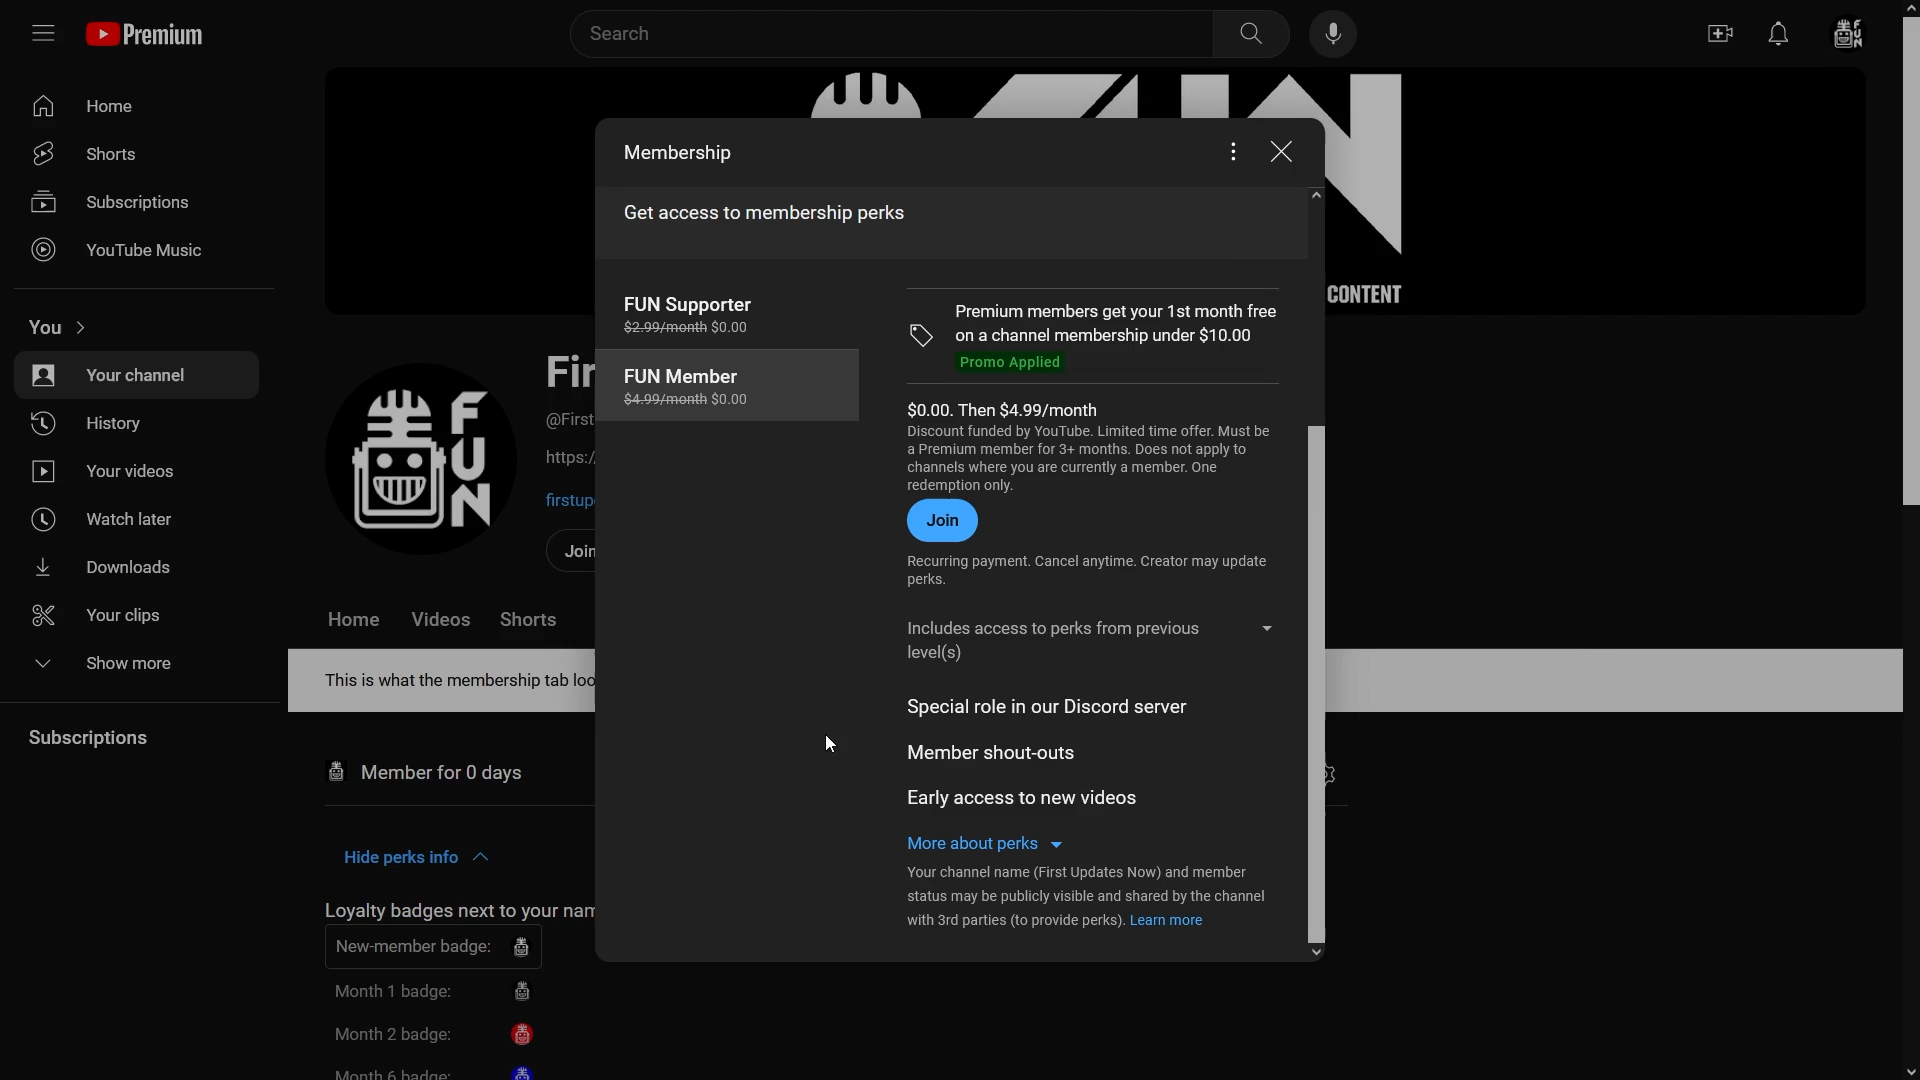 Premium
Search
FUN
Home
Shorts
Subscriptions
YouTube Music
You
Your channel
History
Your videos
Watch later
Downloads
Your clips
Show more
Subscriptions
CONTENT
FUN
Fir
@First
https:/
firstup
Join
Home Videos Shorts
This is what the membership tab loo
Member for 0 days
Hide perks info
Loyalty badges next to your nam
New-member badge:
Month 1 badge:
Month 2 badge:
Month 6 badge:
Membership
Get access to membership perks
FUN Supporter
$2.99/month $0.00
FUN Member
$4.99/month $0.00
Premium members get your 1st month free
on a channel membership under $10.00
Promo Applied
$0.00. Then $4.99/month
Discount funded by YouTube. Limited time offer. Must be
a Premium member for 3+ months. Does not apply to
channels where you are currently a member. One
redemption only.
Join
Recurring payment. Cancel anytime. Creator may update
perks.
Includes access to perks from previous
level(s)
Special role in our Discord server
Member shout-outs
Early access to new videos
More about perks
Your channel name (First Updates Now) and member
status may be publicly visible and shared by the channel
with 3rd parties (to provide perks). Learn more